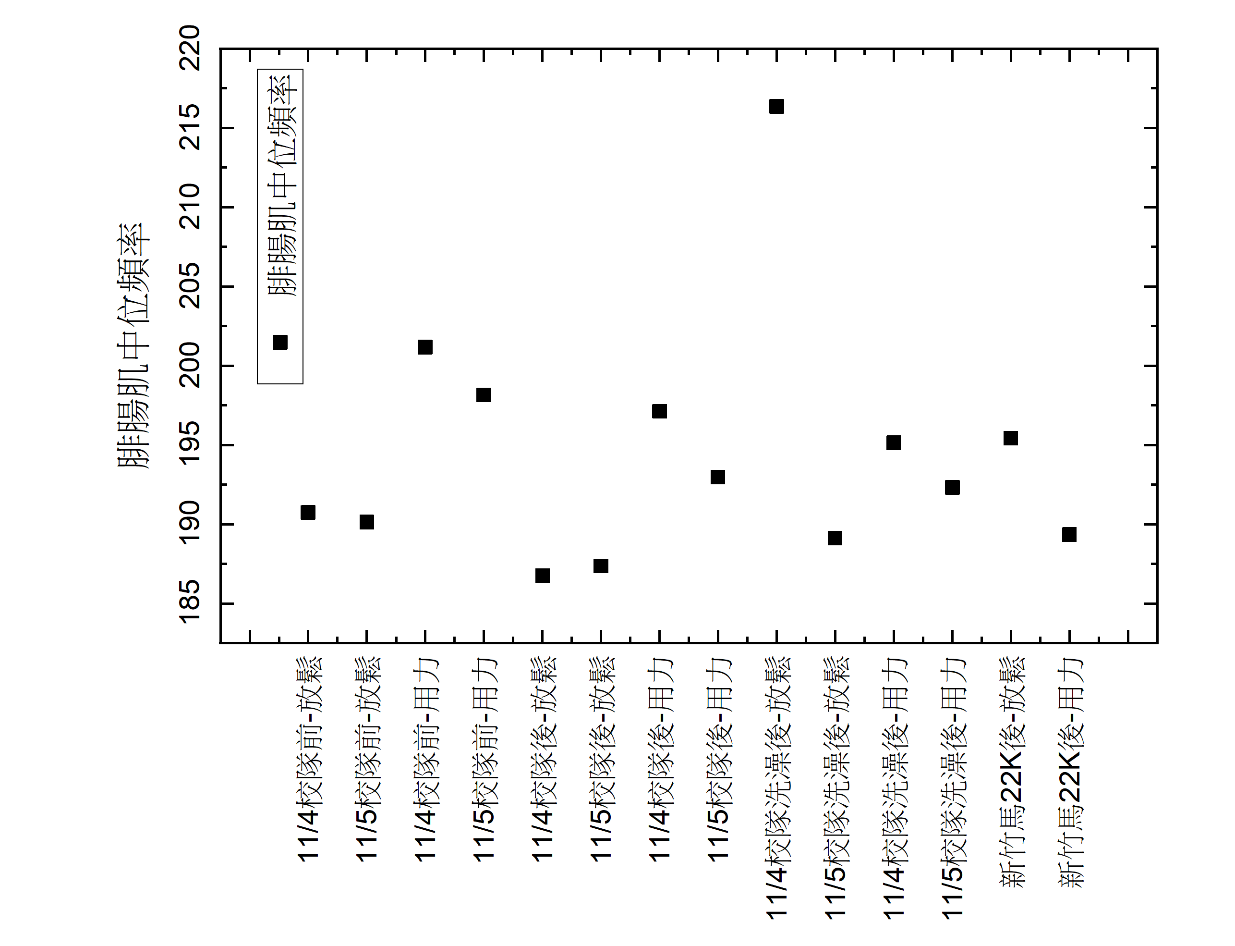 腓腸肌中位頻率
220
215
210
205
200
195
190
185
腓腸肌中位頻率
11/4校隊前-放鬆
11/5校隊前-放鬆
11/4校隊前-用力
11/5校隊前-用力
11/4校隊後-放鬆
11/5校隊後-放鬆
11/4校隊後-用力
11/5校隊後-用力
11/4校隊洗澡後-放鬆
11/5校隊洗澡後-放鬆
11/4校隊洗澡後-用力
11/5校隊洗澡後-用力
新竹馬22K後-放鬆
新竹馬22K後-用力